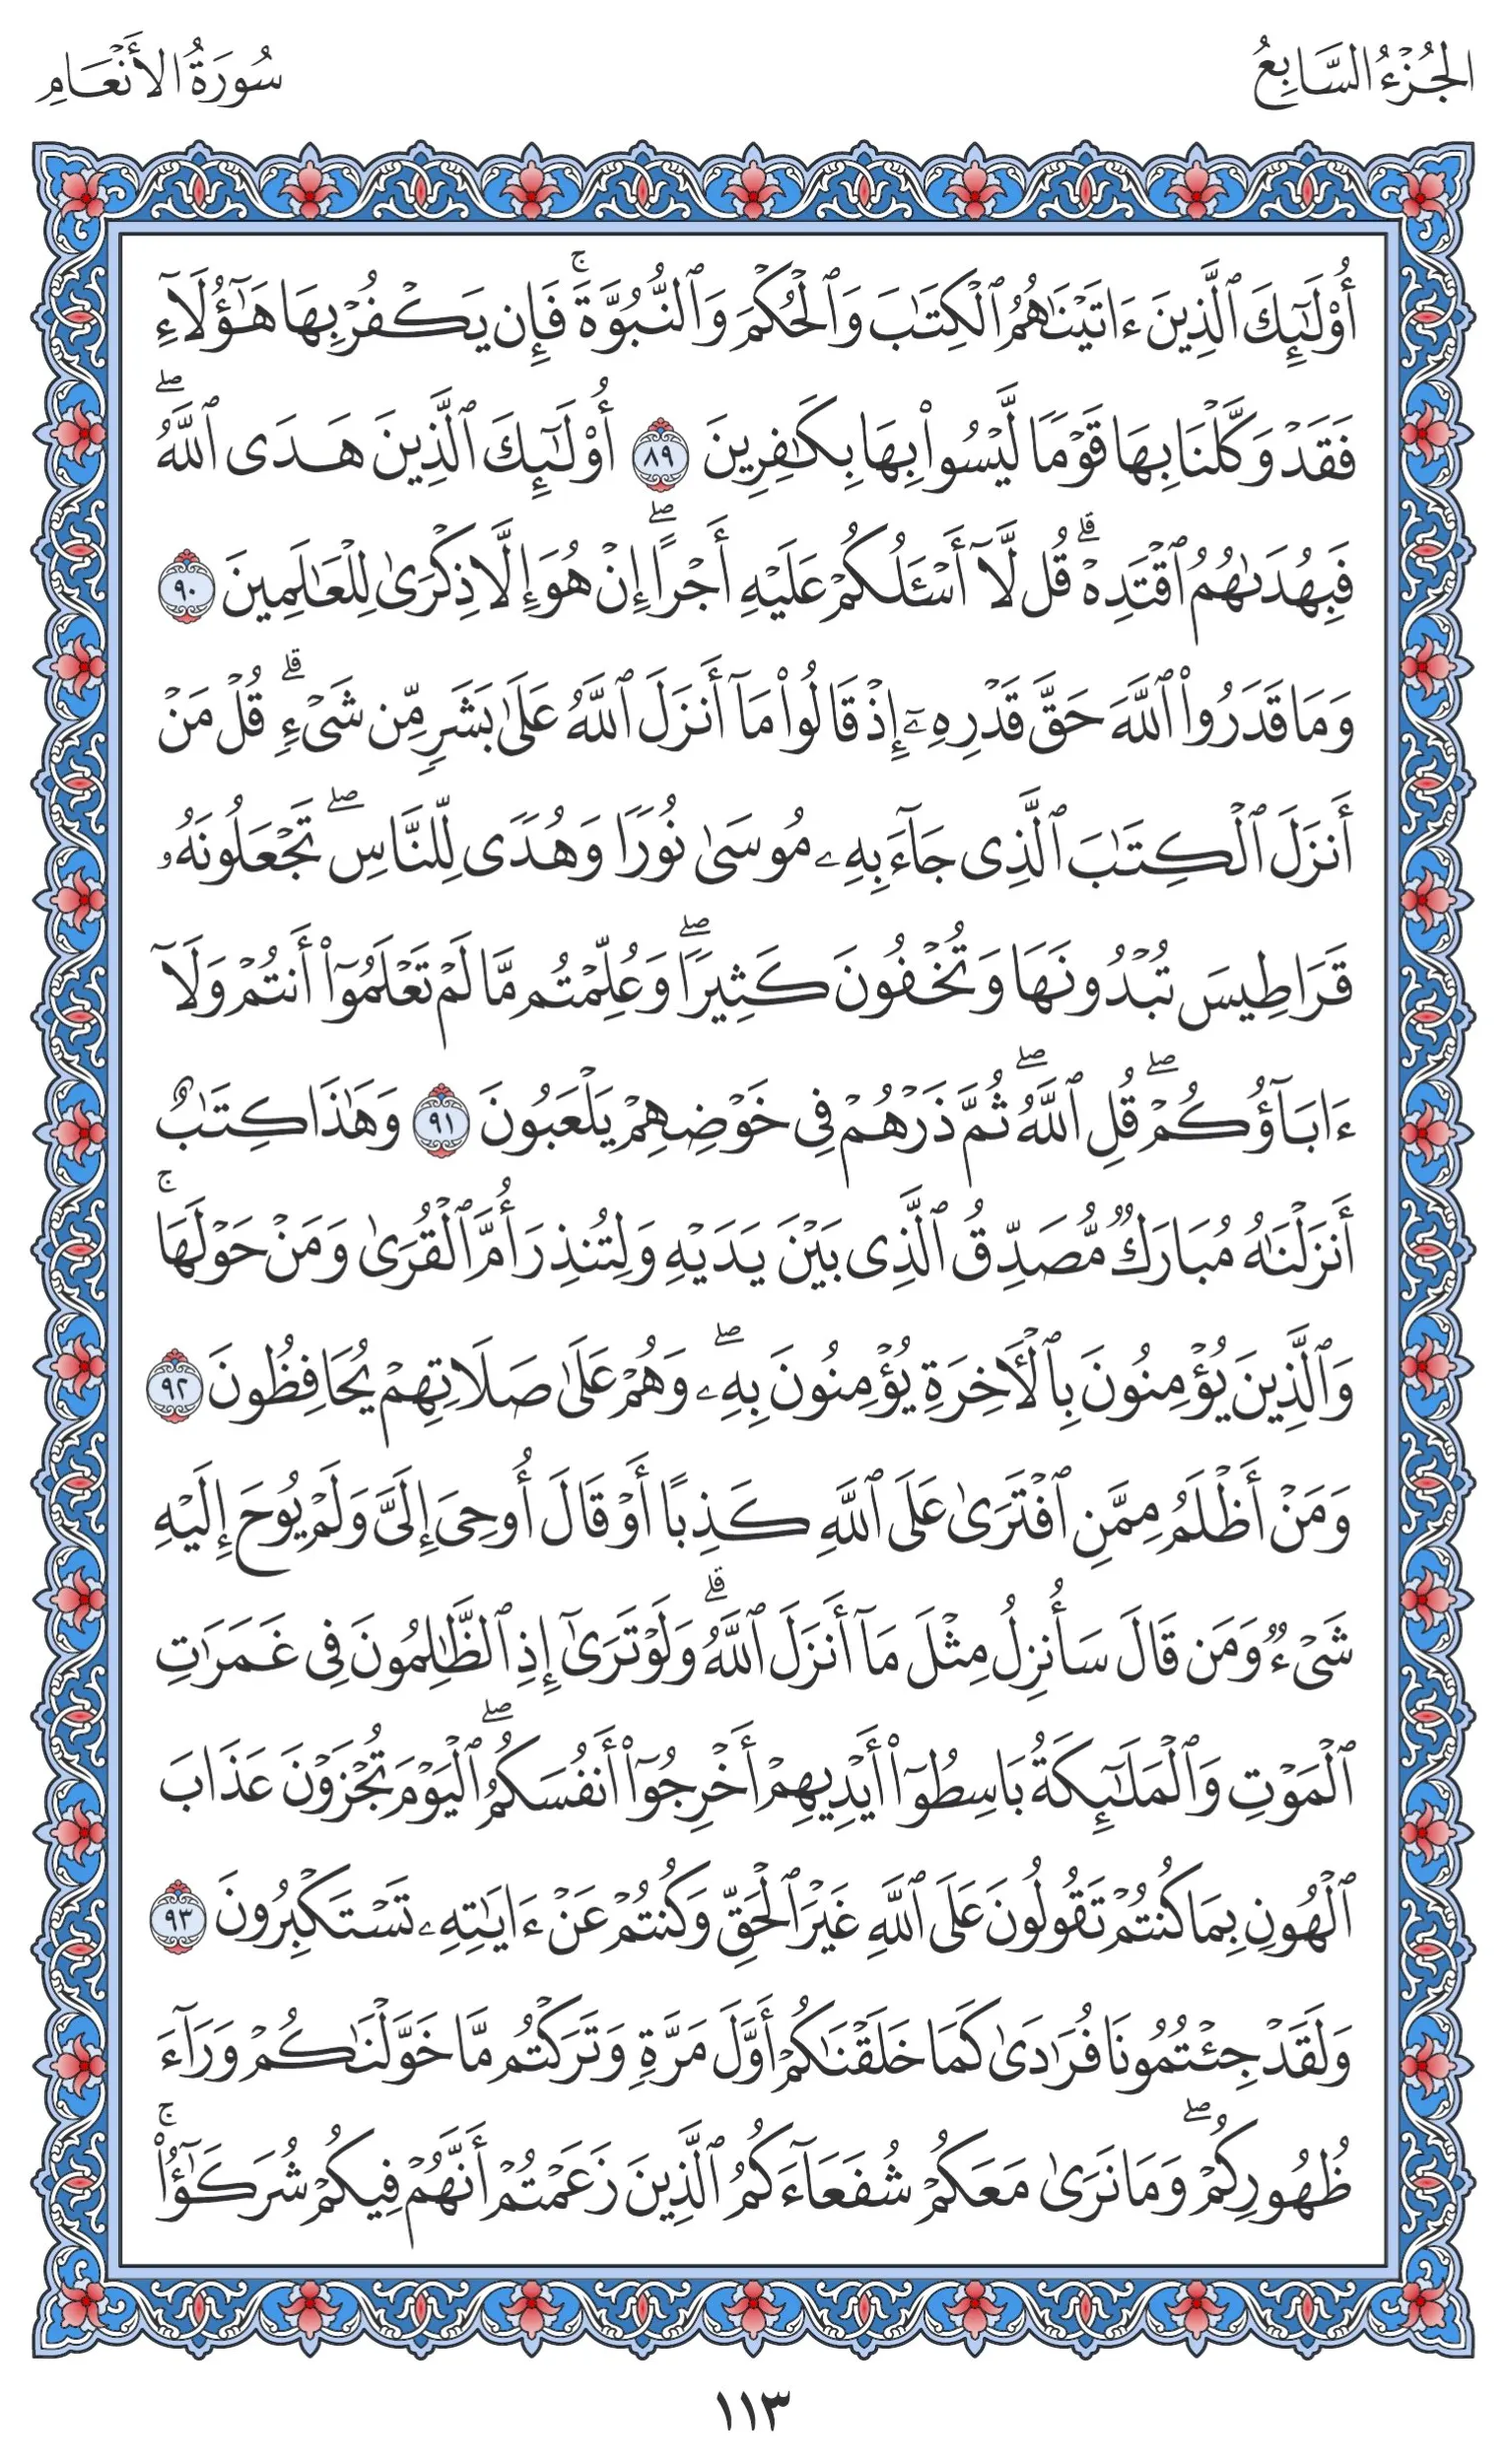 الجُزْءُ السَّابِعُ
سُورَةُ الأَنْعَامِ
أُوْلَـٰٓئِكَ ٱلَّذِينَ ءَاتَيْنَـٰهُمُ ٱلْكِتَـٰبَ وَٱلْحُكْمَ وَٱلنُّبُوَّةَۚ فَإِن يَكْفُرْ بِهَا هَـٰٓؤُلَآءِ
فَقَدْ وَكَّلْنَا بِهَا قَوْمًا لَّيْسُوا۟ بِهَا بِكَـٰفِرِينَ ٨٩ أُوْلَـٰٓئِكَ ٱلَّذِينَ هَدَى ٱللَّهُۖ
فَبِهُدَىٰهُمُ ٱقْتَدِهْۗ قُل لَّآ أَسْـَٔلُكُمْ عَلَيْهِ أَجْرًاۖ إِنْ هُوَ إِلَّا ذِكْرَىٰ لِلْعَـٰلَمِينَ ٩٠
وَمَا قَدَرُوا۟ ٱللَّهَ حَقَّ قَدْرِهِۦٓ إِذْ قَالُوا۟ مَآ أَنزَلَ ٱللَّهُ عَلَىٰ بَشَرٍ مِّن شَىْءٍۗ قُلْ مَنْ
أَنزَلَ ٱلْكِتَـٰبَ ٱلَّذِى جَآءَ بِهِۦ مُوسَىٰ نُورًا وَهُدًى لِّلنَّاسِۖ تَجْعَلُونَهُۥ
قَرَاطِيسَ تُبْدُونَهَا وَتُخْفُونَ كَثِيرًاۖ وَعُلِّمْتُم مَّا لَمْ تَعْلَمُوٓا۟ أَنتُمْ وَلَآ
ءَابَآؤُكُمْۖ قُلِ ٱللَّهُۖ ثُمَّ ذَرْهُمْ فِى خَوْضِهِمْ يَلْعَبُونَ ٩١ وَهَـٰذَا كِتَـٰبٌ
أَنزَلْنَـٰهُ مُبَارَكٌ مُّصَدِّقُ ٱلَّذِى بَيْنَ يَدَيْهِ وَلِتُنذِرَ أُمَّ ٱلْقُرَىٰ وَمَنْ حَوْلَهَاۚ
وَٱلَّذِينَ يُؤْمِنُونَ بِٱلْـَٔاخِرَةِ يُؤْمِنُونَ بِهِۦۖ وَهُمْ عَلَىٰ صَلَاتِهِمْ يُحَافِظُونَ ٩٢
وَمَنْ أَظْلَمُ مِمَّنِ ٱفْتَرَىٰ عَلَى ٱللَّهِ كَذِبًا أَوْ قَالَ أُوحِىَ إِلَىَّ وَلَمْ يُوحَ إِلَيْهِ
شَىْءٌ وَمَن قَالَ سَأُنزِلُ مِثْلَ مَآ أَنزَلَ ٱللَّهُۗ وَلَوْ تَرَىٰٓ إِذِ ٱلظَّـٰلِمُونَ فِى غَمَرَٰتِ
ٱلْمَوْتِ وَٱلْمَلَـٰٓئِكَةُ بَاسِطُوٓا۟ أَيْدِيهِمْ أَخْرِجُوٓا۟ أَنفُسَكُمُۖ ٱلْيَوْمَ تُجْزَوْنَ عَذَابَ
ٱلْهُونِ بِمَا كُنتُمْ تَقُولُونَ عَلَى ٱللَّهِ غَيْرَ ٱلْحَقِّ وَكُنتُمْ عَنْ ءَايَـٰتِهِۦ تَسْتَكْبِرُونَ ٩٣
وَلَقَدْ جِئْتُمُونَا فُرَٰدَىٰ كَمَا خَلَقْنَـٰكُمْ أَوَّلَ مَرَّةٍ وَتَرَكْتُم مَّا خَوَّلْنَـٰكُمْ وَرَآءَ
ظُهُورِكُمْۖ وَمَا نَرَىٰ مَعَكُمْ شُفَعَآءَكُمُ ٱلَّذِينَ زَعَمْتُمْ أَنَّهُمْ فِيكُمْ شُرَكَـٰٓؤُا۟ۚ
١١٣